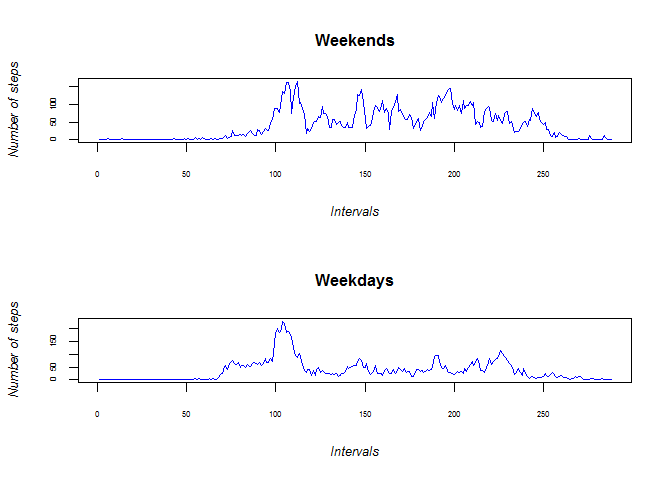 Weekends
Number of steps
0 50 100
0 50 100 150 200 250
Intervals
Weekdays
Number of steps
0 50 150
0 50 100 150 200 250
Intervals